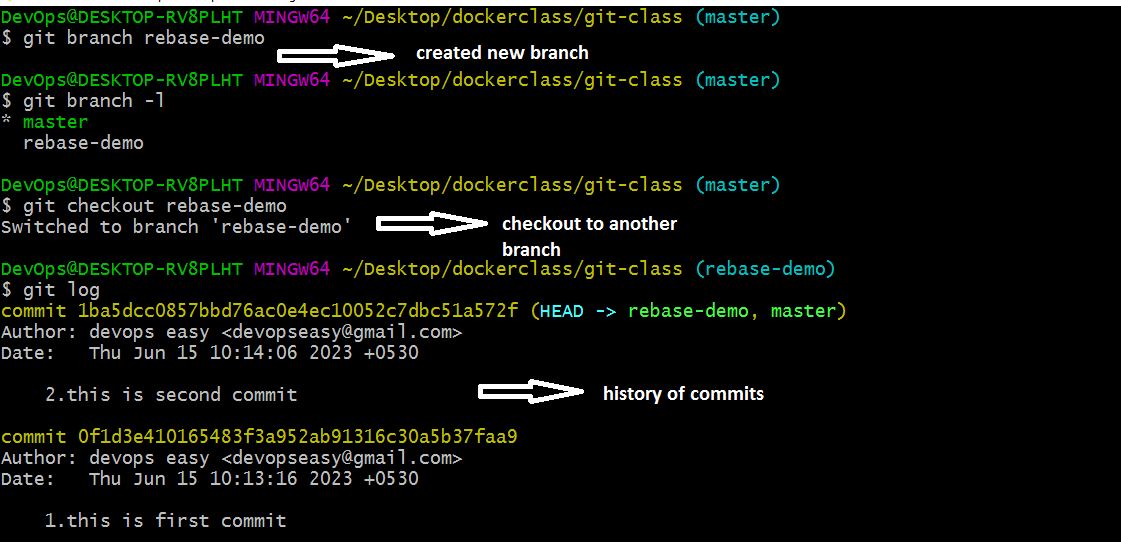 DevOps@DESKTOP-RV8PLHT MINGW64 ~/Desktop/dockerclass/git-class (master)
$ git branch rebase-demo
created new branch
DevOps@DESKTOP-RV8PLHT MINGW64 ~/Desktop/dockerclass/git-class (master)
$ git branch -l
* master
rebase-demo
DevOps@DESKTOP-RV8PLHT MINGW64 ~/Desktop/dockerclass/git-class (master)
$ git checkout rebase-demo
Switched to branch 'rebase-demo'
checkout to another
branch
DevOps@DESKTOP-RV8PLHT MINGW64 ~/Desktop/dockerclass/git-class (rebase-demo)
$ git log
commit 1ba5dcc0857bbd76ac0e4ec10052c7dbc51a572f (HEAD -> rebase-demo, master)
Author: devops easy <devopseasy@gmail.com>
Date:   Thu Jun 15 10:14:06 2023 +0530
2.this is second commit
history of commits
commit 0f1d3e410165483f3a952ab91316c30a5b37faa9
Author: devops easy <devopseasy@gmail.com>
Date:   Thu Jun 15 10:13:16 2023 +0530
1.this is first commit